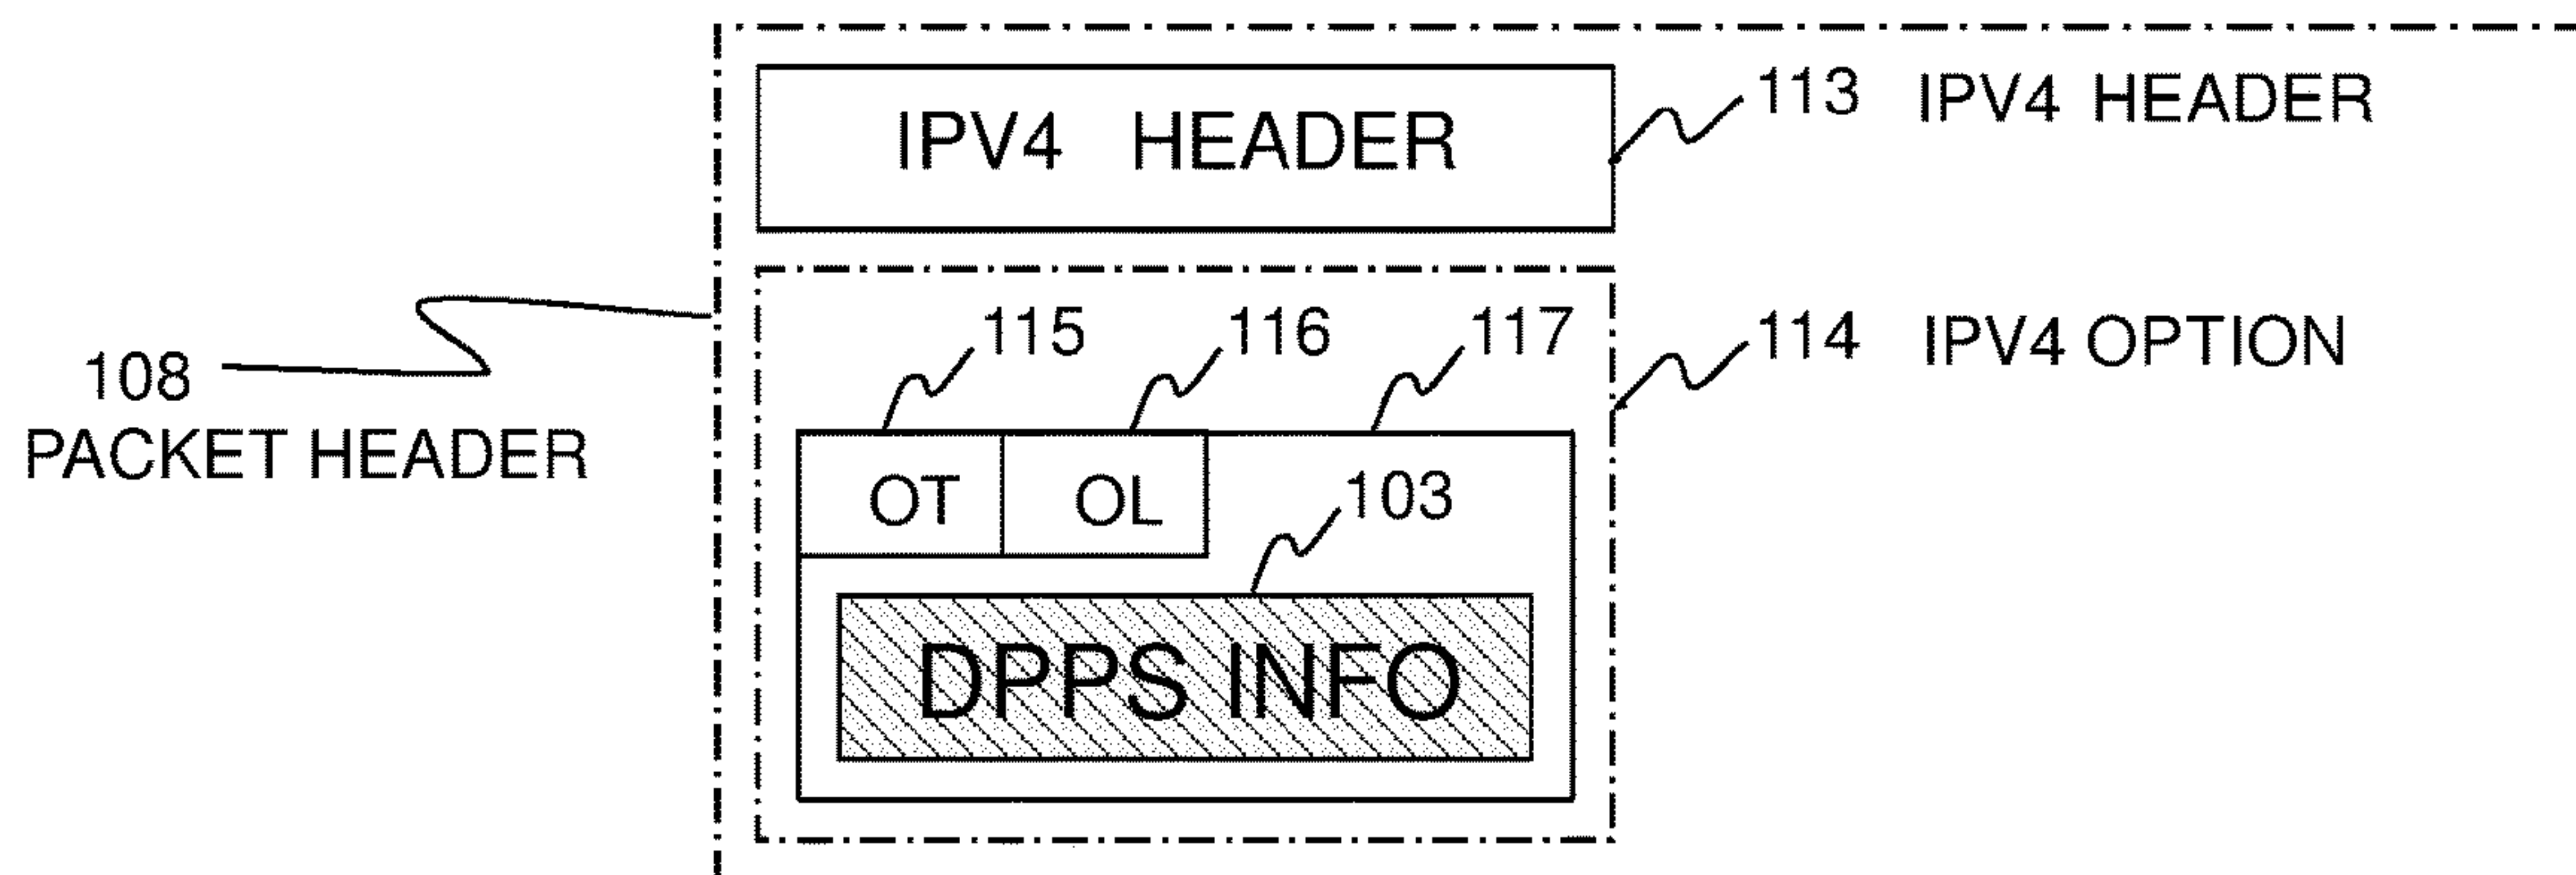 IPV4 HEADER
113 IPV4 HEADER
115 116 117
114 IPV4 OPTION
108
PACKET HEADER
OT OL
103
DPPS INFO